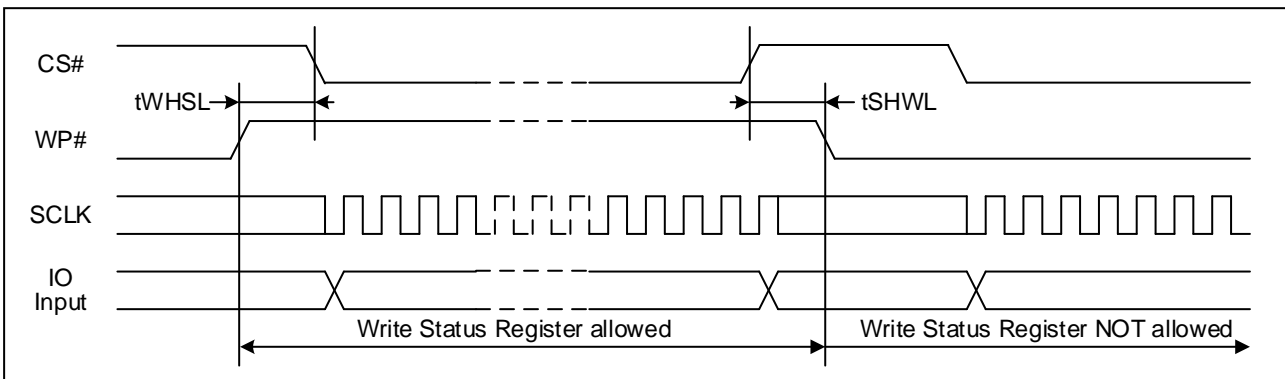 CS#
tWHSL
tSHWL
WP#
SCLK
IO
Input
Write Status Register allowed
Write Status Register NOT allowed